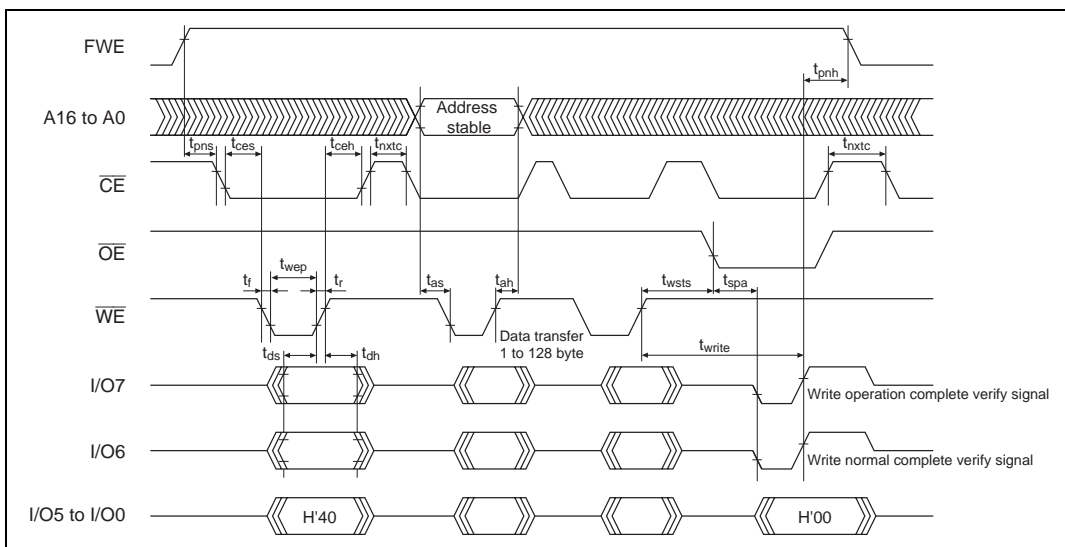 FWE
tpnh
A16 to A0
Address
stable
tpns
tces
tceh
tnxtc
tnxtc
CE
OE
twep
tf
tr
tas
tah
twsts
tspa
WE
Data transfer
1 to 128 byte
twrite
tds
tdh
I/O7
Write operation complete verify signal
I/O6
Write normal complete verify signal
I/O5 to I/O0
H'40
H'00